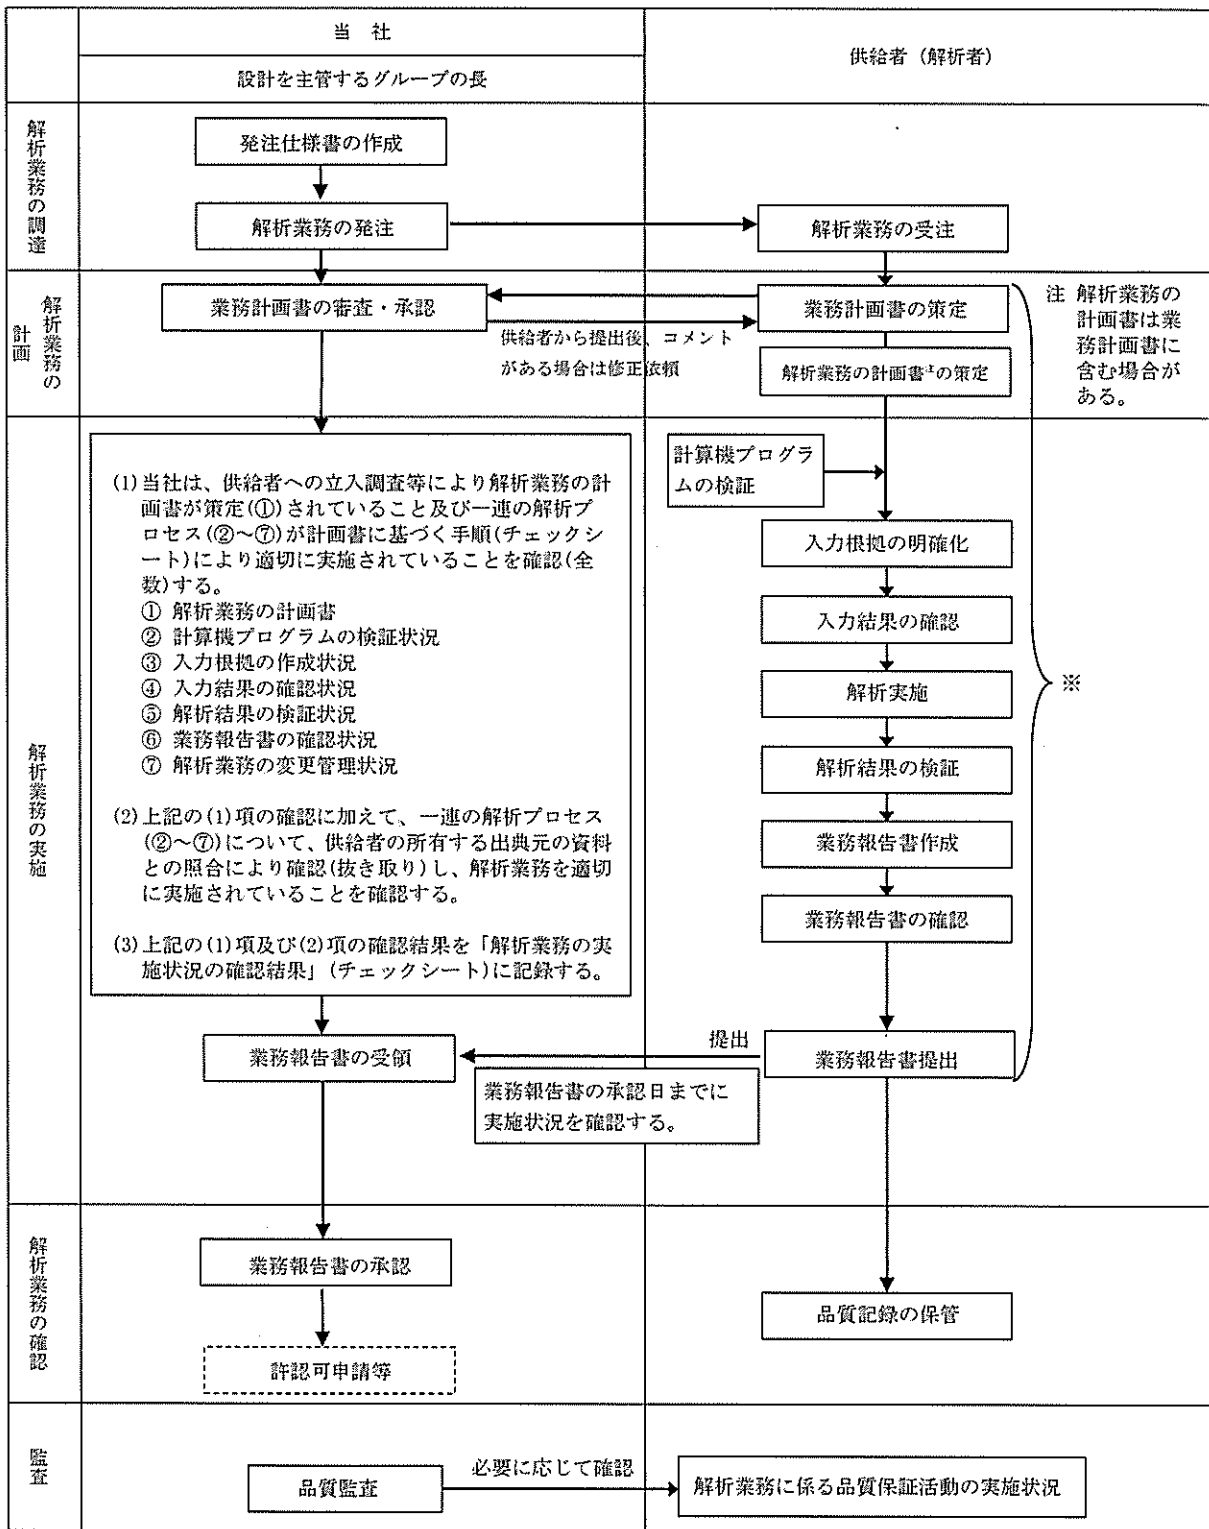 当 社
設計を主管するグループの長
供給者（解析者）
解析業務の調達
発注仕様書の作成
解析業務の発注
解析業務の受注
解析業務の計画
業務計画書の審査・承認
業務計画書の策定
供給者から提出後、コメント
がある場合は修正依頼
解析業務の計画書注の策定
注 解析業務の
計画書は業
務計画書に
含む場合が
ある。
解析業務の実施
(1)当社は、供給者への立入調査等により解析業務の計
画書が策定(①)されていること及び一連の解析プ
ロセス(②～⑦)が計画書に基づく手順(チェックシ
ート)により適切に実施されていることを確認(全
数)する。
① 解析業務の計画書
② 計算機プログラムの検証状況
③ 入力根拠の作成状況
④ 入力結果の確認状況
⑤ 解析結果の検証状況
⑥ 業務報告書の確認状況
⑦ 解析業務の変更管理状況
(2)上記の(1)項の確認に加えて、一連の解析プロセス
(②～⑦)について、供給者の所有する出典元の資料
との照合により確認(抜き取り)し、解析業務を適切
に実施されていることを確認する。
(3)上記の(1)項及び(2)項の確認結果を「解析業務の実
施状況の確認結果」(チェックシート)に記録する。
計算機プログラ
ムの検証
入力根拠の明確化
入力結果の確認
解析実施
※
解析結果の検証
業務報告書作成
業務報告書の確認
業務報告書の受領
提出
業務報告書提出
業務報告書の承認日までに
実施状況を確認する。
解析業務の確認
業務報告書の承認
品質記録の保管
許認可申請等
監査
品質監査
必要に応じて確認
解析業務に係る品質保証活動の実施状況